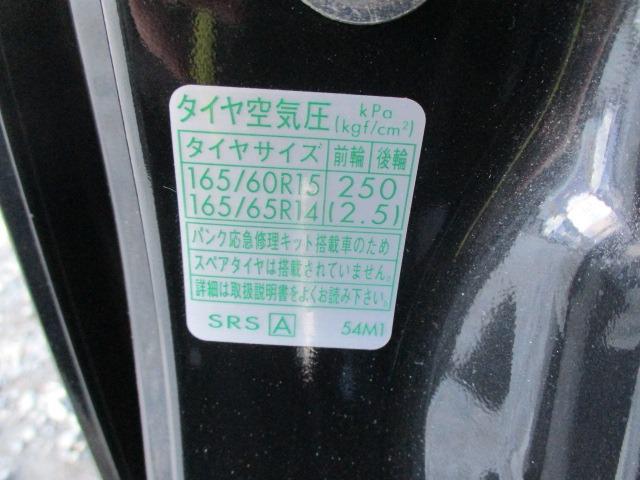 タイヤ空気圧 kPa (kgf/cm²)
タイヤサイズ 前輪 後輪
165/60R15 250
165/65R14 (2.5)
パンク応急修理キット搭載車のため
スペアタイヤは搭載されていません。
詳細は取扱説明書をよくお読み下さい。
SRS A 54M1